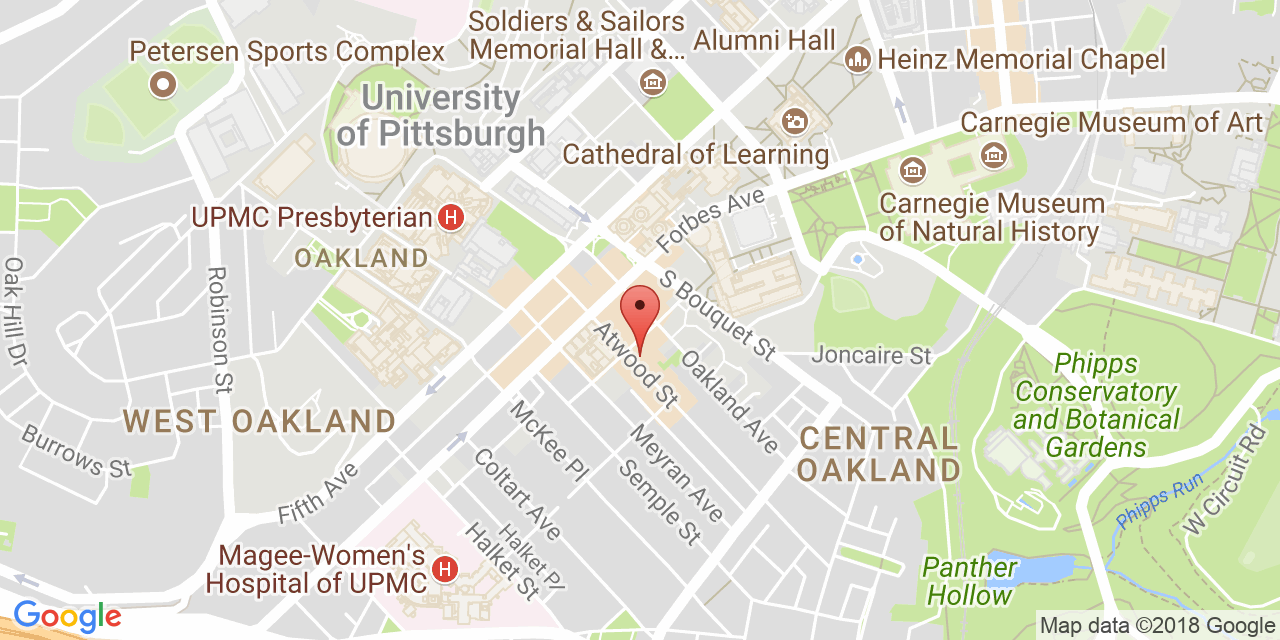 Soldiers & Sailors
Memorial Hall &...
Alumni Hall
Petersen Sports Complex
Heinz Memorial Chapel
University
of Pittsburgh
Carnegie Museum of Art
Cathedral of Learning
UPMC Presbyterian
H
Forbes Ave
Carnegie Museum
of Natural History
OAKLAND
Oak Hill Dr
Robinson St
S Bouquet St
Atwood St
Joncaire St
Oakland Ave
Phipps
Conservatory
and Botanical
Gardens
WEST OAKLAND
McKee Pl
CENTRAL
OAKLAND
Burrows St
Meyran Ave
Coltart Ave
Semple St
Fifth Ave
W Circuit Rd
Phipps Run
Halket Pl
Halket St
Magee-Women's
Hospital of UPMC
H
Panther
Hollow
Google
Map data ©2018 Google